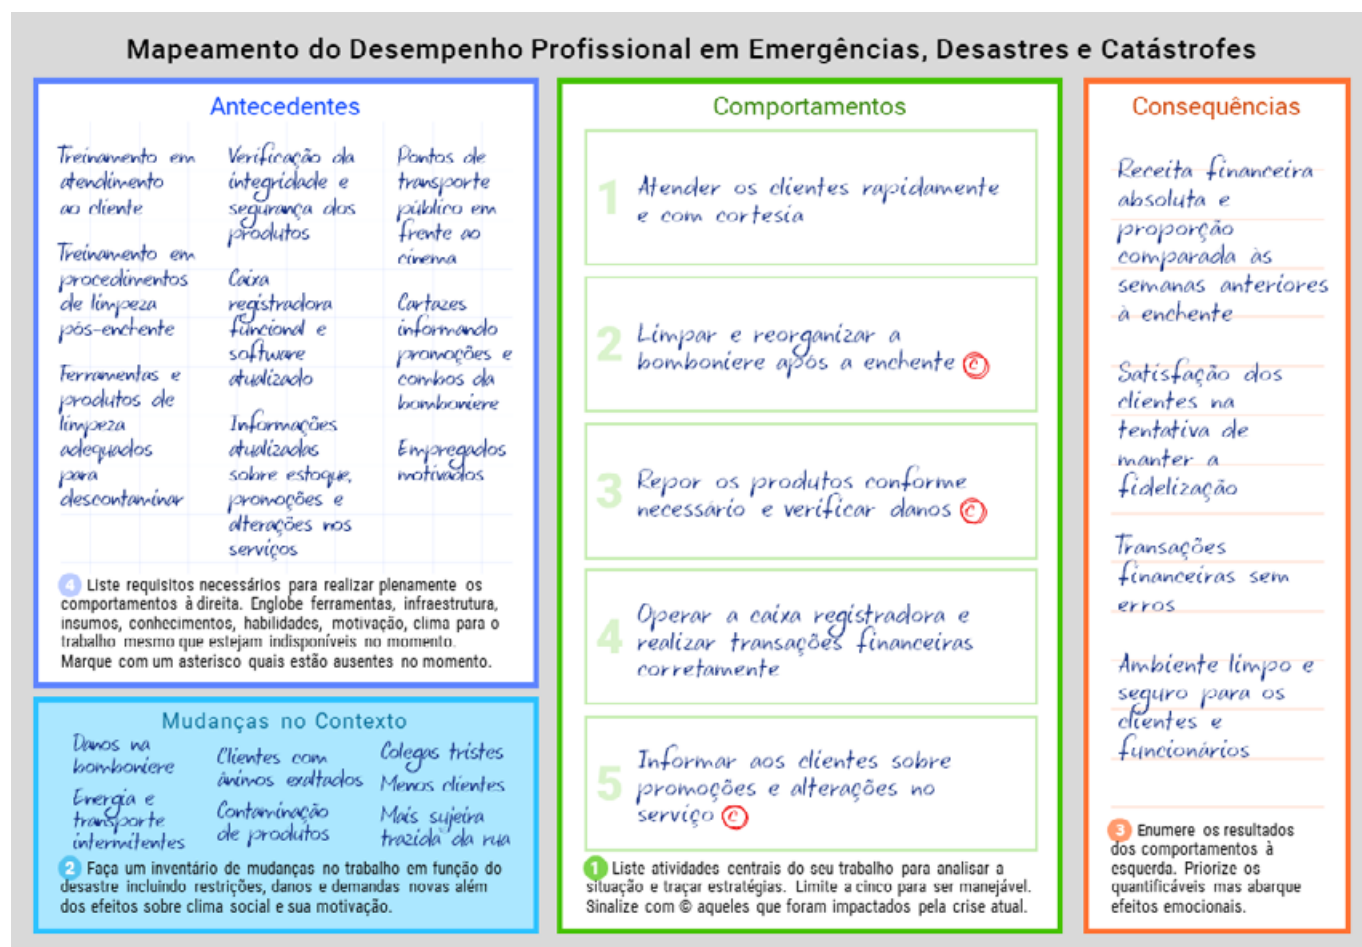 Mapeamento do Desempenho Profissional em Emergências, Desastres e Catástrofes
Antecedentes
Treinamento em
atendimento
ao cliente
Treinamento em
procedimentos
de limpeza
pós-enchente
Ferramentas e
produtos de
limpeza
adequados
para
descontaminar
Verificação da
integridade e
segurança dos
produtos
Caixa
registradora
funcional e
software
atualizado
Informações
atualizadas
sobre estoque,
promoções e
alterações nos
serviços
Pontos de
transporte
público em
frente ao
cinema
Cartazes
informando
promoções e
combos da
bomboniere
Empregados
motivados
4 Liste requisitos necessários para realizar plenamente os
comportamentos à direita. Englobe ferramentas, infraestrutura,
insumos, conhecimentos, habilidades, motivação, clima para o
trabalho mesmo que estejam indisponíveis no momento.
Marque com um asterisco quais estão ausentes no momento.
Mudanças no Contexto
Danos na
bomboniere
Energia e
transporte
intermitentes
Clientes com
ânimos exaltados
Contaminação
de produtos
Colegas tristes
Menos clientes
Mais sujeira
trazida da rua
2 Faça um inventário de mudanças no trabalho em função do
desastre incluindo restrições, danos e demandas novas além
dos efeitos sobre clima social e sua motivação.
Comportamentos
1 Atender os clientes rapidamente
e com cortesia
2 Limpar e reorganizar a
bomboniere após a enchente ©
3 Repor os produtos conforme
necessário e verificar danos ©
4 Operar a caixa registradora e
realizar transações financeiras
corretamente
5 Informar aos clientes sobre
promoções e alterações no
serviço ©
1 Liste atividades centrais do seu trabalho para analisar a
situação e traçar estratégias. Limite a cinco para ser manejável.
Sinalize com © aqueles que foram impactados pela crise atual.
Consequências
Receita financeira
absoluta e
proporção
comparada às
semanas anteriores
à enchente
Satisfação dos
clientes na
tentativa de
manter a
fidelização
Transações
financeiras sem
erros
Ambiente limpo e
seguro para os
clientes e
funcionários
3 Enumere os resultados
dos comportamentos à
esquerda. Priorize os
quantificáveis mas abarque
efeitos emocionais.